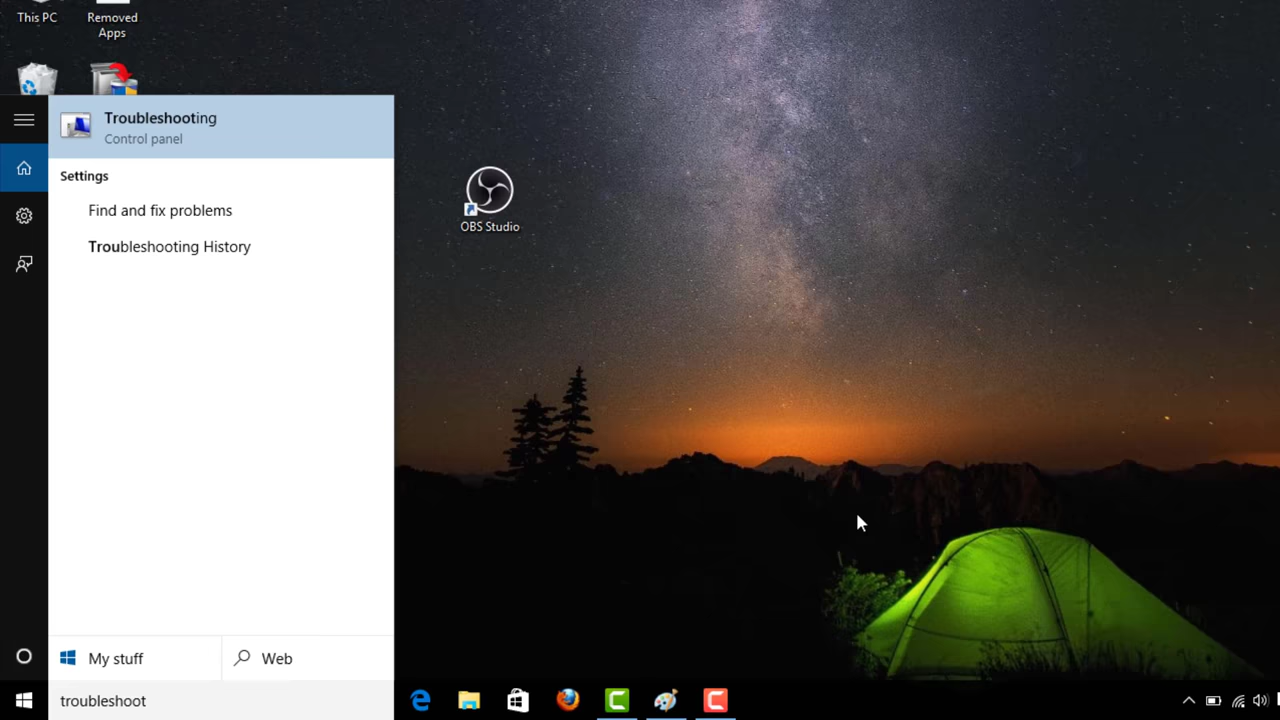 This PC
Removed
Apps
Troubleshooting
Control panel
Settings
Find and fix problems
Troubleshooting History
OBS Studio
My stuff
Web
troubleshoot